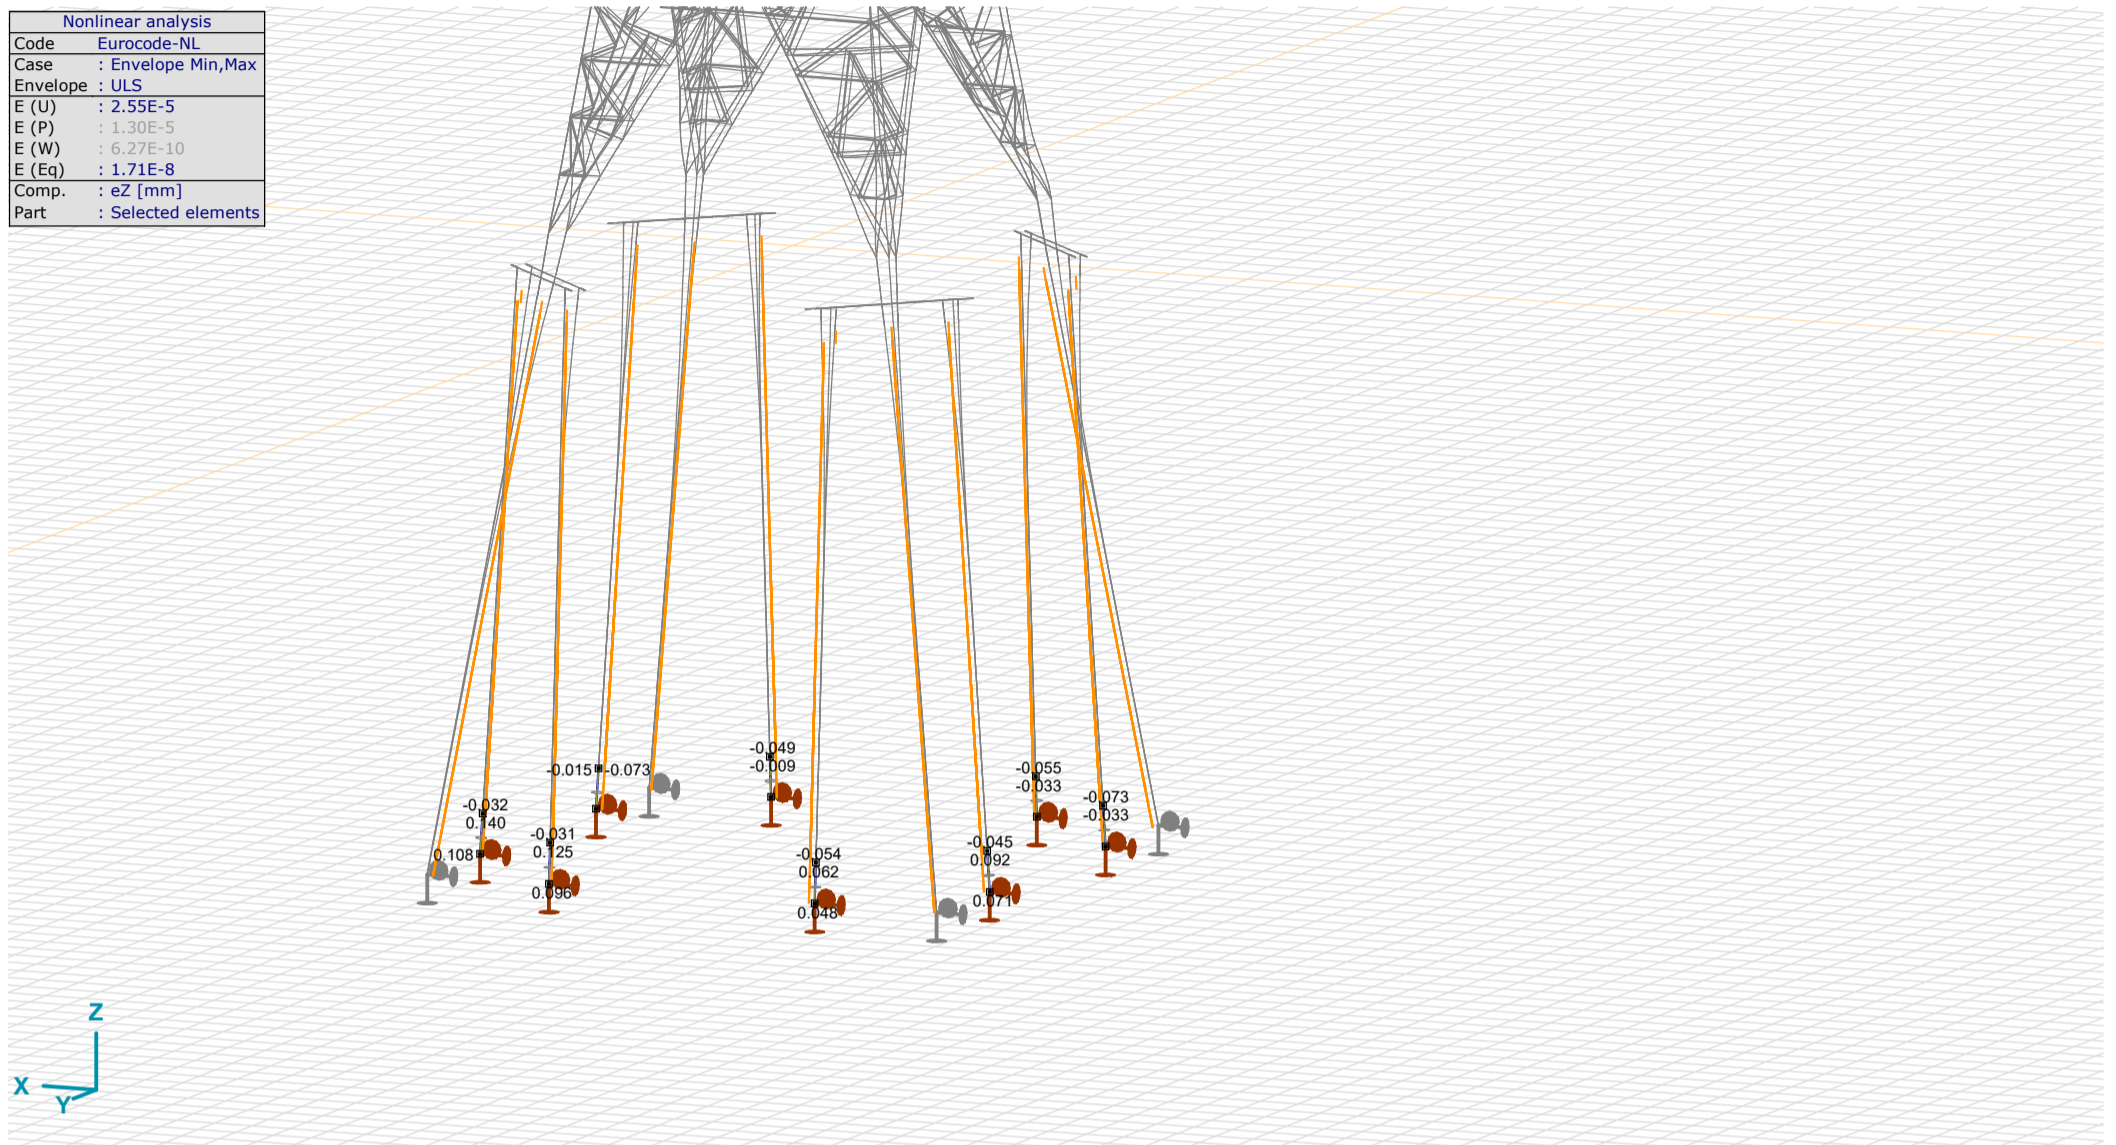 Nonlinear analysis
Code Eurocode-NL
Case : Envelope Min,Max
Envelope : ULS
E (U) : 2.55E-5
E (P) : 1.30E-5
E (W) : 6.27E-10
E (Eq) : 1.71E-8
Comp. : eZ [mm]
Part : Selected elements
-0.049
-0.015 -0.073
-0.009
-0.055
-0.033
-0.073
-0.033
-0.032
0.140
-0.031
0.125
0.108
0.096
-0.054
0.062
0.048
-0.045
0.092
0.071
Z
X
Y